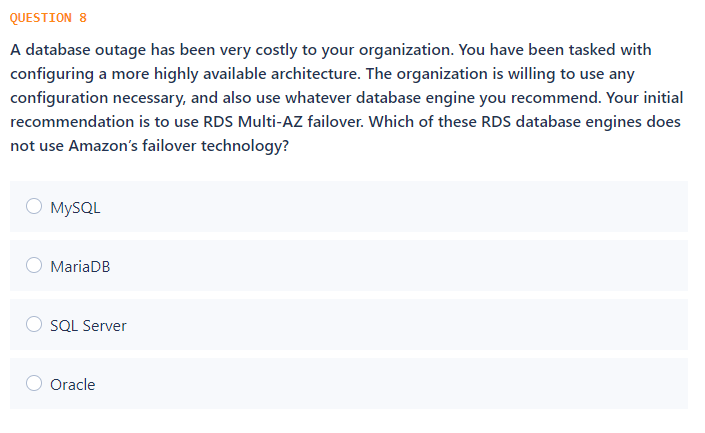 QUESTION 8
A database outage has been very costly to your organization. You have been tasked with
configuring a more highly available architecture. The organization is willing to use any
configuration necessary, and also use whatever database engine you recommend. Your initial
recommendation is to use RDS Multi-AZ failover. Which of these RDS database engines does
not use Amazon’s failover technology?
MySQL
MariaDB
SQL Server
Oracle